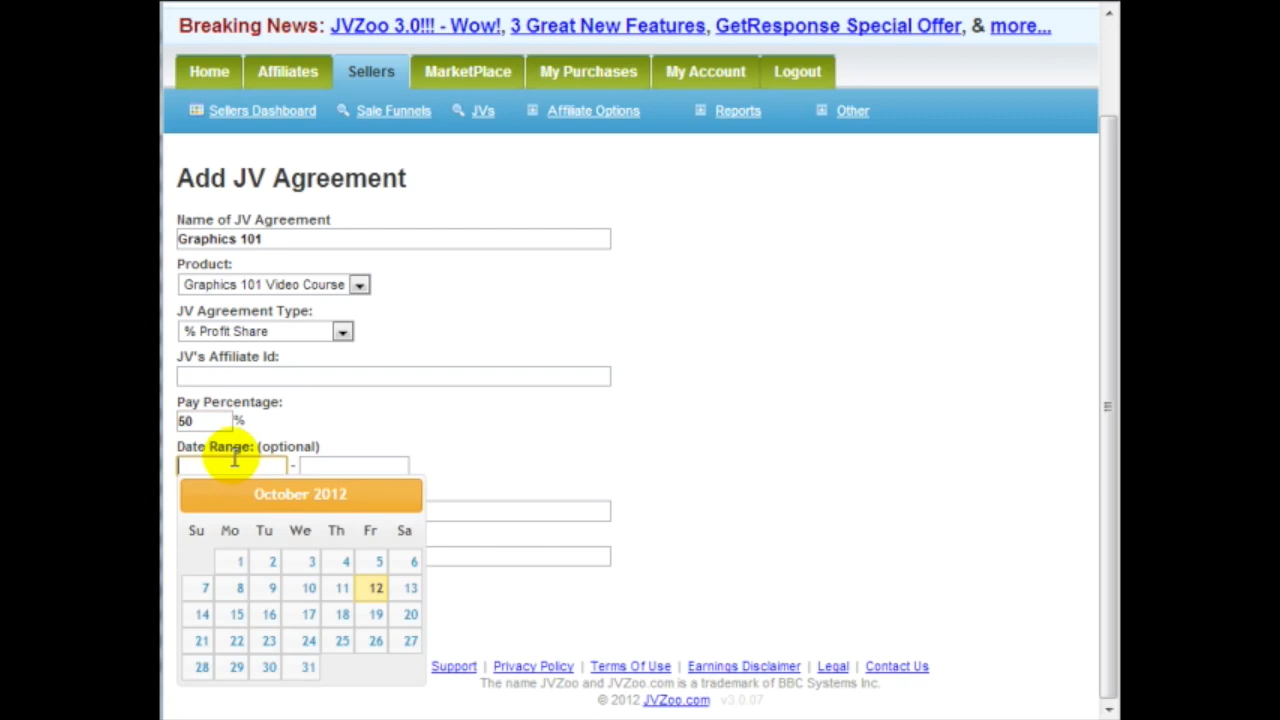 Breaking News: JVZoo 3.0!!! - Wow!, 3 Great New Features, GetResponse Special Offer, & more...
Home Affiliates Sellers MarketPlace My Purchases My Account Logout
Sellers Dashboard Sale Funnels JVs Affiliate Options Reports Other
Add JV Agreement
Name of JV Agreement
Graphics 101
Product:
Graphics 101 Video Course
JV Agreement Type:
% Profit Share
JV's Affiliate Id:
Pay Percentage:
50 %
Date Range: (optional)
-
October 2012
Su Mo Tu We Th Fr Sa
1 2 3 4 5 6
7 8 9 10 11 12 13
14 15 16 17 18 19 20
21 22 23 24 25 26 27
28 29 30 31
Support | Privacy Policy | Terms Of Use | Earnings Disclaimer | Legal | Contact Us
The name JVZoo and JVZoo.com is a trademark of BBC Systems Inc.
© 2012 JVZoo.com v3.0.07